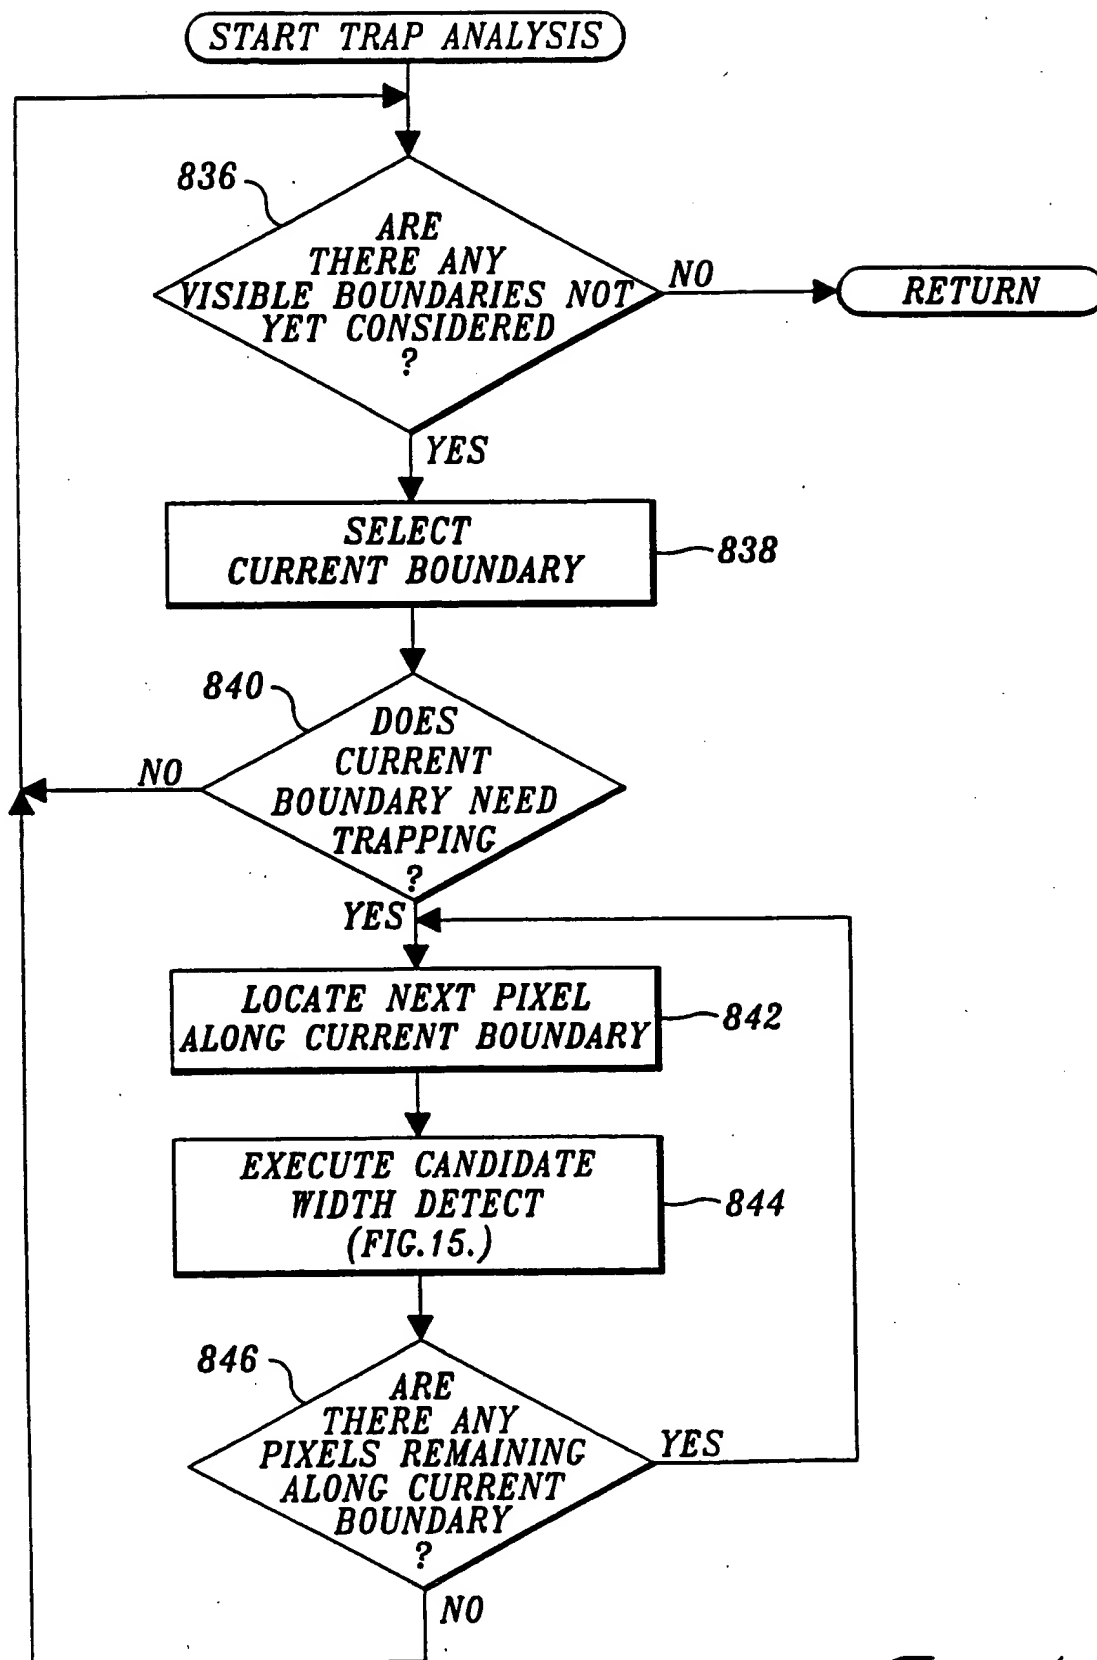 START TRAP ANALYSIS
836
ARE
THERE ANY
VISIBLE BOUNDARIES NOT
YET CONSIDERED
?
NO
RETURN
YES
SELECT
CURRENT BOUNDARY
838
840
DOES
CURRENT
BOUNDARY NEED
TRAPPING
?
NO
YES
LOCATE NEXT PIXEL
ALONG CURRENT BOUNDARY
842
EXECUTE CANDIDATE
WIDTH DETECT
(FIG.15.)
844
846
ARE
THERE ANY
PIXELS REMAINING
ALONG CURRENT
BOUNDARY
?
YES
NO